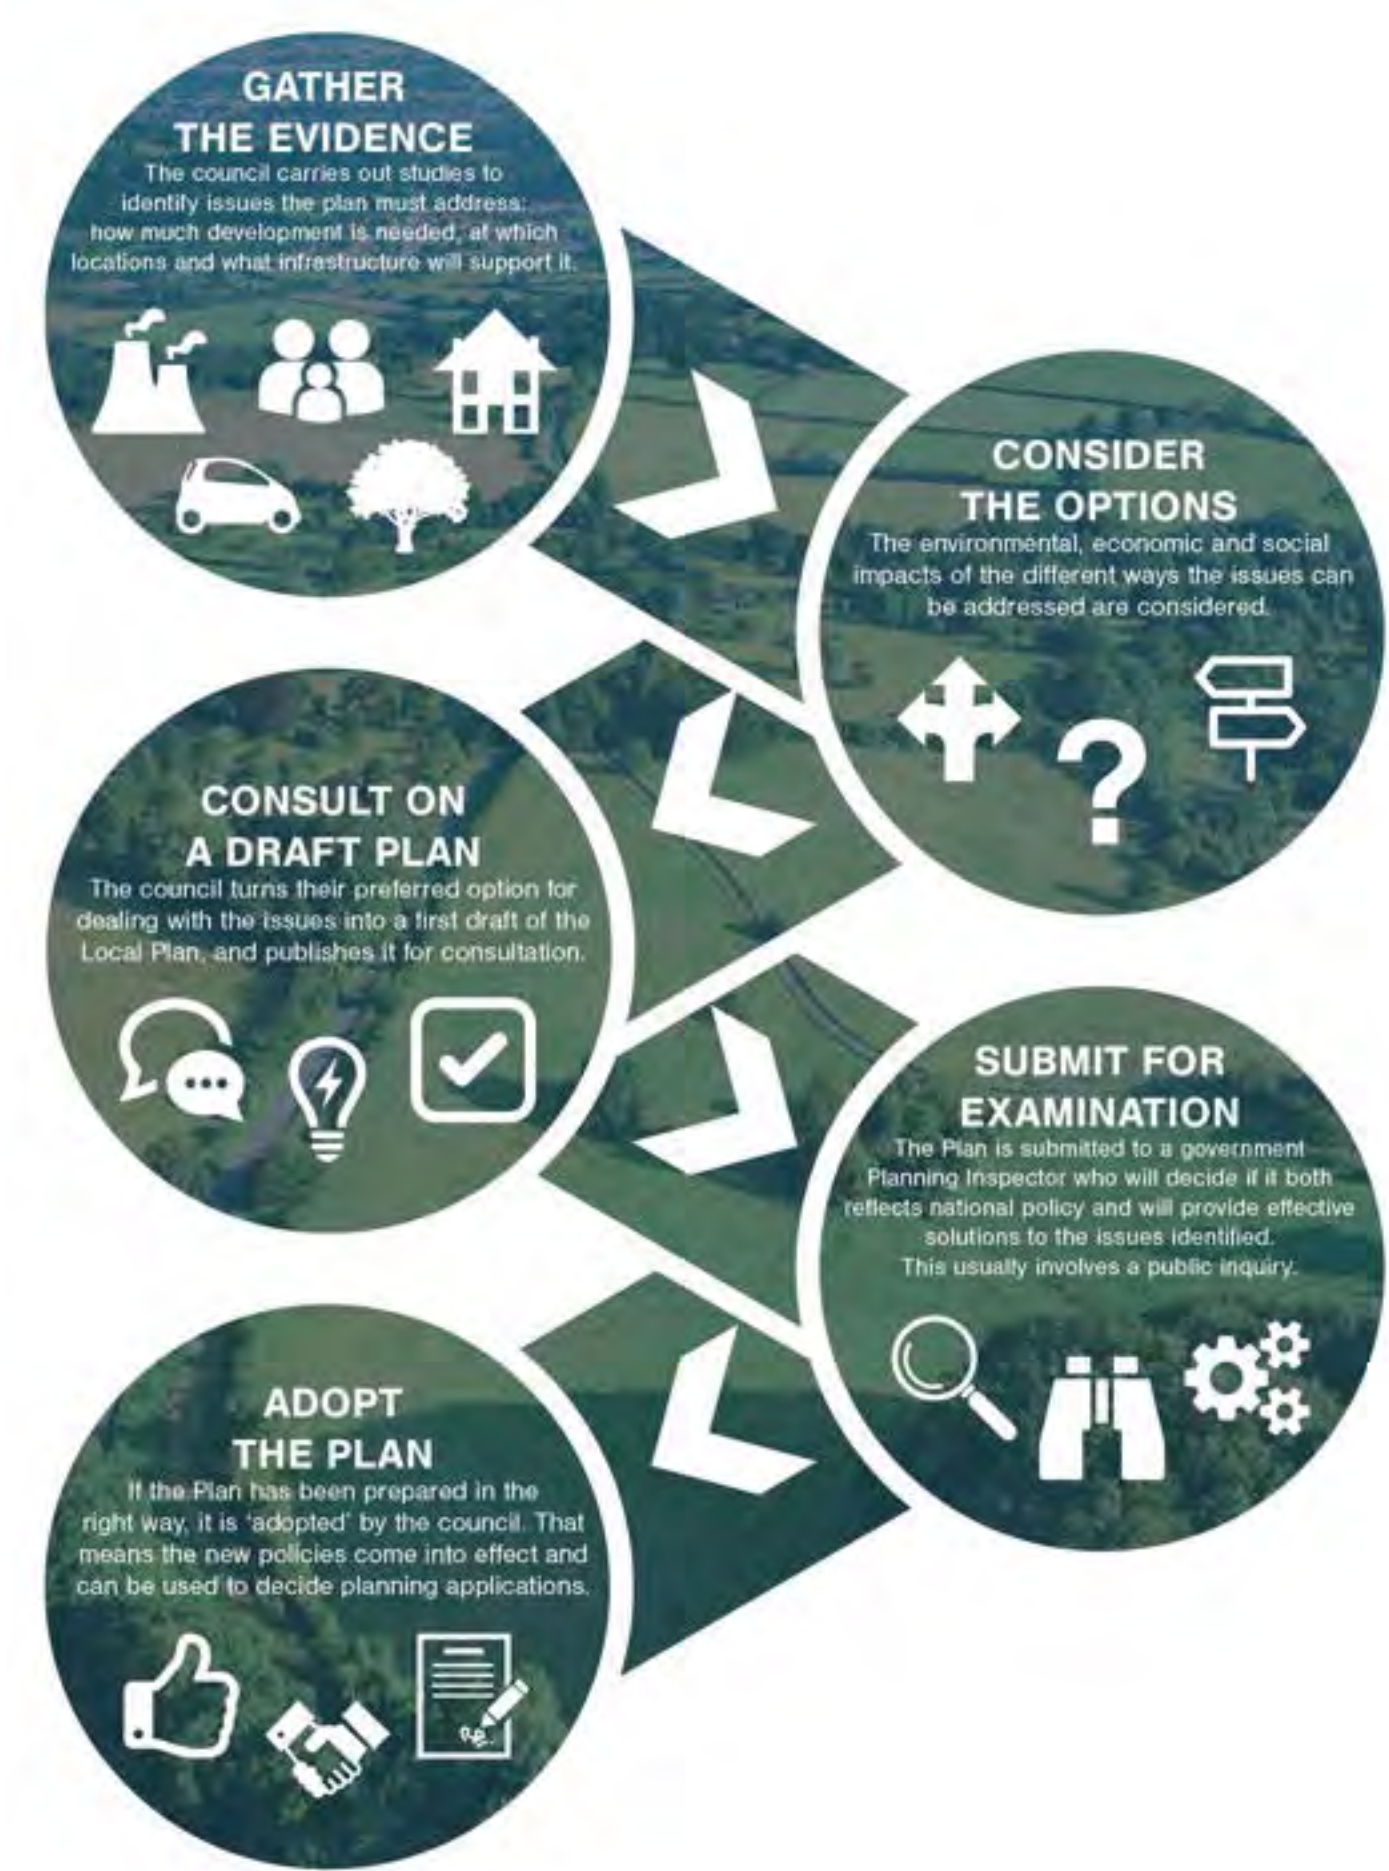 GATHER
THE EVIDENCE
The council carries out studies to
identify issues the plan must address:
how much development is needed, at which
locations and what infrastructure will support it.
CONSIDER
THE OPTIONS
The environmental, economic and social
impacts of the different ways the issues can
be addressed are considered.
CONSULT ON
A DRAFT PLAN
The council turns their preferred option for
dealing with the issues into a first draft of the
Local Plan, and publishes it for consultation.
SUBMIT FOR
EXAMINATION
The Plan is submitted to a government
Planning Inspector who will decide if it both
reflects national policy and will provide effective
solutions to the issues identified.
This usually involves a public inquiry.
ADOPT
THE PLAN
If the Plan has been prepared in the
right way, it is ‘adopted’ by the council. That
means the new policies come into effect and
can be used to decide planning applications.